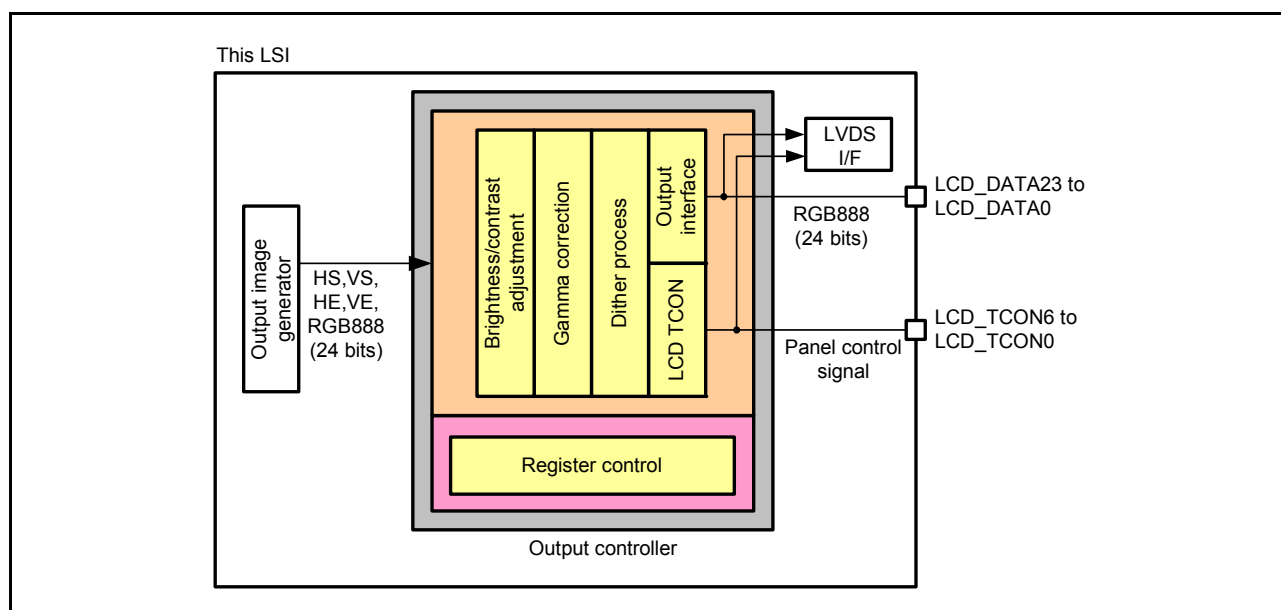 This LSI
Output image
generator
HS,VS,
HE,VE,
RGB888
(24 bits)
Brightness/contrast
adjustment
Gamma correction
Dither process
Output
interface
LCD TCON
LVDS
I/F
RGB888
(24 bits)
LCD_DATA23 to
LCD_DATA0
Panel control
signal
LCD_TCON6 to
LCD_TCON0
Register control
Output controller